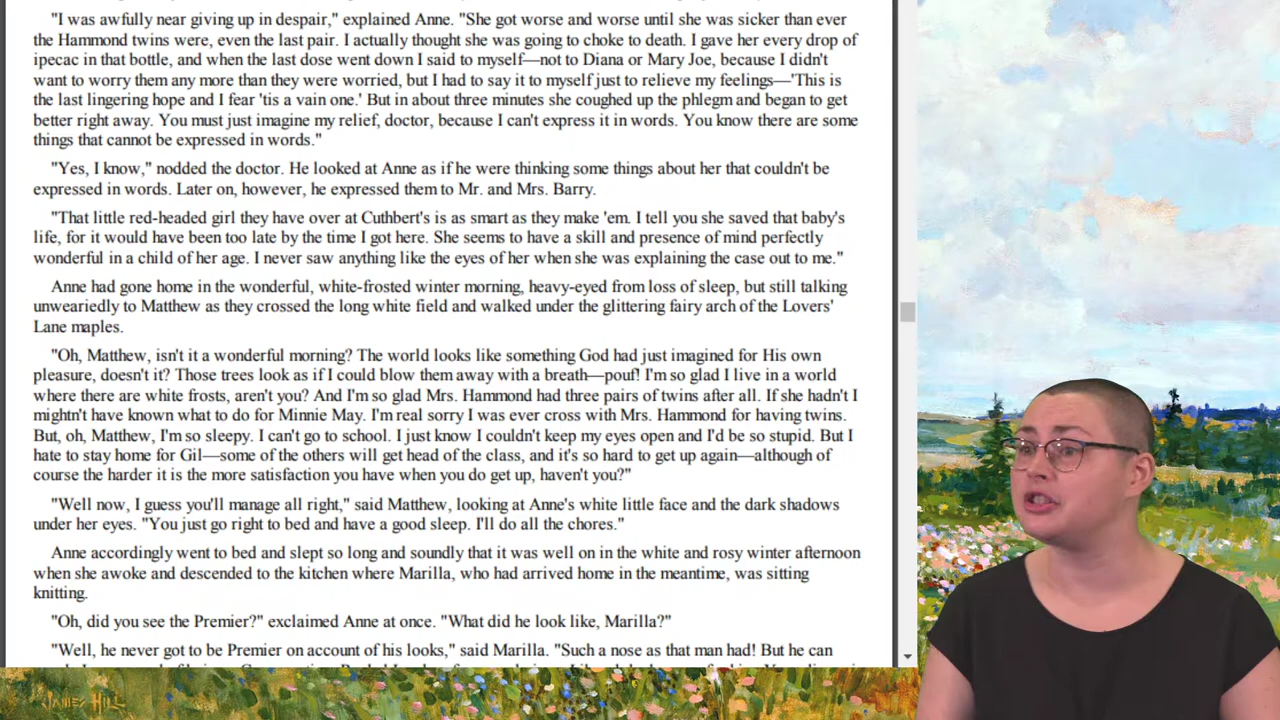 "I was awfully near giving up in despair," explained Anne. "She got worse and worse until she was sicker than ever
the Hammond twins were, even the last pair. I actually thought she was going to choke to death. I gave her every drop of
ipecac in that bottle, and when the last dose went down I said to myself—not to Diana or Mary Joe, because I didn't
want to worry them any more than they were worried, but I had to say it to myself just to relieve my feelings—'This is
the last lingering hope and I fear 'tis a vain one.' But in about three minutes she coughed up the phlegm and began to get
better right away. You must just imagine my relief, doctor, because I can't express it in words. You know there are some
things that cannot be expressed in words."
"Yes, I know," nodded the doctor. He looked at Anne as if he were thinking some things about her that couldn't be
expressed in words. Later on, however, he expressed them to Mr. and Mrs. Barry.
"That little red-headed girl they have over at Cuthbert's is as smart as they make 'em. I tell you she saved that baby's
life, for it would have been too late by the time I got here. She seems to have a skill and presence of mind perfectly
wonderful in a child of her age. I never saw anything like the eyes of her when she was explaining the case out to me."
Anne had gone home in the wonderful, white-frosted winter morning, heavy-eyed from loss of sleep, but still talking
unweariedly to Matthew as they crossed the long white field and walked under the glittering fairy arch of the Lovers'
Lane maples.
"Oh, Matthew, isn't it a wonderful morning? The world looks like something God had just imagined for His own
pleasure, doesn't it? Those trees look as if I could blow them away with a breath—pouf! I'm so glad I live in a world
where there are white frosts, aren't you? And I'm so glad Mrs. Hammond had three pairs of twins after all. If she hadn't I
mightn't have known what to do for Minnie May. I'm real sorry I was ever cross with Mrs. Hammond for having twins.
But, oh, Matthew, I'm so sleepy. I can't go to school. I just know I couldn't keep my eyes open and I'd be so stupid. But I
hate to stay home for Gil—some of the others will get head of the class, and it's so hard to get up again—although of
course the harder it is the more satisfaction you have when you do get up, haven't you?"
"Well now, I guess you'll manage all right," said Matthew, looking at Anne's white little face and the dark shadows
under her eyes. "You just go right to bed and have a good sleep. I'll do all the chores."
Anne accordingly went to bed and slept so long and soundly that it was well on in the white and rosy winter afternoon
when she awoke and descended to the kitchen where Marilla, who had arrived home in the meantime, was sitting
knitting.
"Oh, did you see the Premier?" exclaimed Anne at once. "What did he look like, Marilla?"
"Well, he never got to be Premier on account of his looks," said Marilla. "Such a nose as that man had! But he can
JAMES HILL